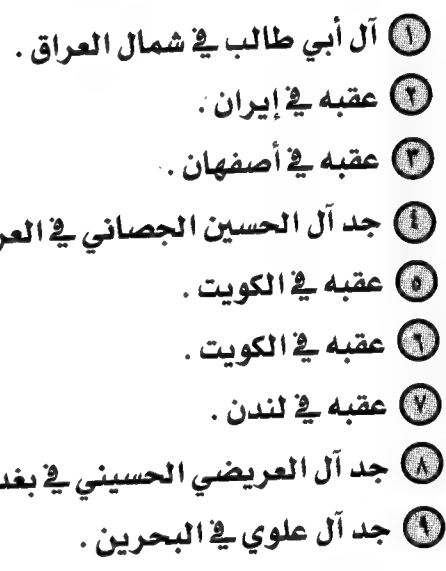 ١ آل أبي طالب في شمال العراق .
٢ عقبه في إيران .
٣ عقبه في أصفهان .
٤ جد آل الحسين الجصاني في العر
٥ عقبه في الكويت .
٦ عقبه في الكويت .
٧ عقبه في لندن .
٨ جد آل العريضي الحسيني في بغد
٩ جد آل علوي في البحرين .